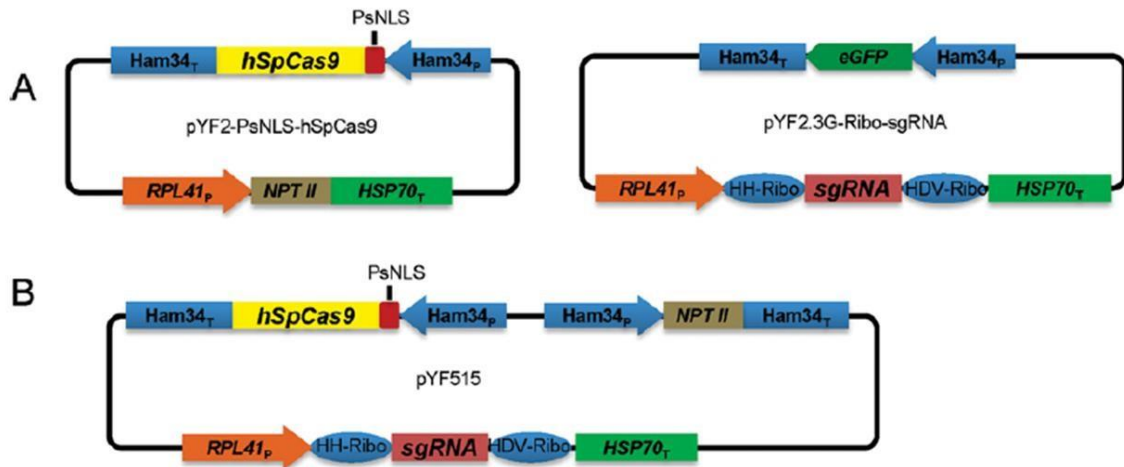 A
PsNLS
Ham34T hSpCas9 Ham34P
pYF2-PsNLS-hSpCas9
RPL41P NPT II HSP70T
Ham34T eGFP Ham34P
pYF2.3G-Ribo-sgRNA
RPL41P HH-Ribo sgRNA HDV-Ribo HSP70T
B
PsNLS
Ham34T hSpCas9 Ham34P Ham34P NPT II Ham34T
pYF515
RPL41P HH-Ribo sgRNA HDV-Ribo HSP70T